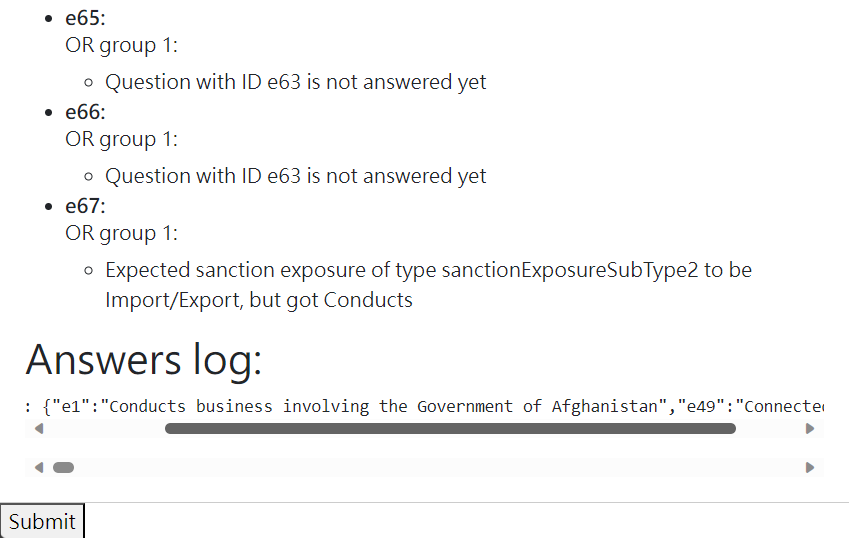 • e65:
OR group 1:
◦ Question with ID e63 is not answered yet
• e66:
OR group 1:
◦ Question with ID e63 is not answered yet
• e67:
OR group 1:
◦ Expected sanction exposure of type sanctionExposureSubType2 to be
Import/Export, but got Conducts
Answers log:
: {"e1":"Conducts business involving the Government of Afghanistan","e49":"Connected
Submit